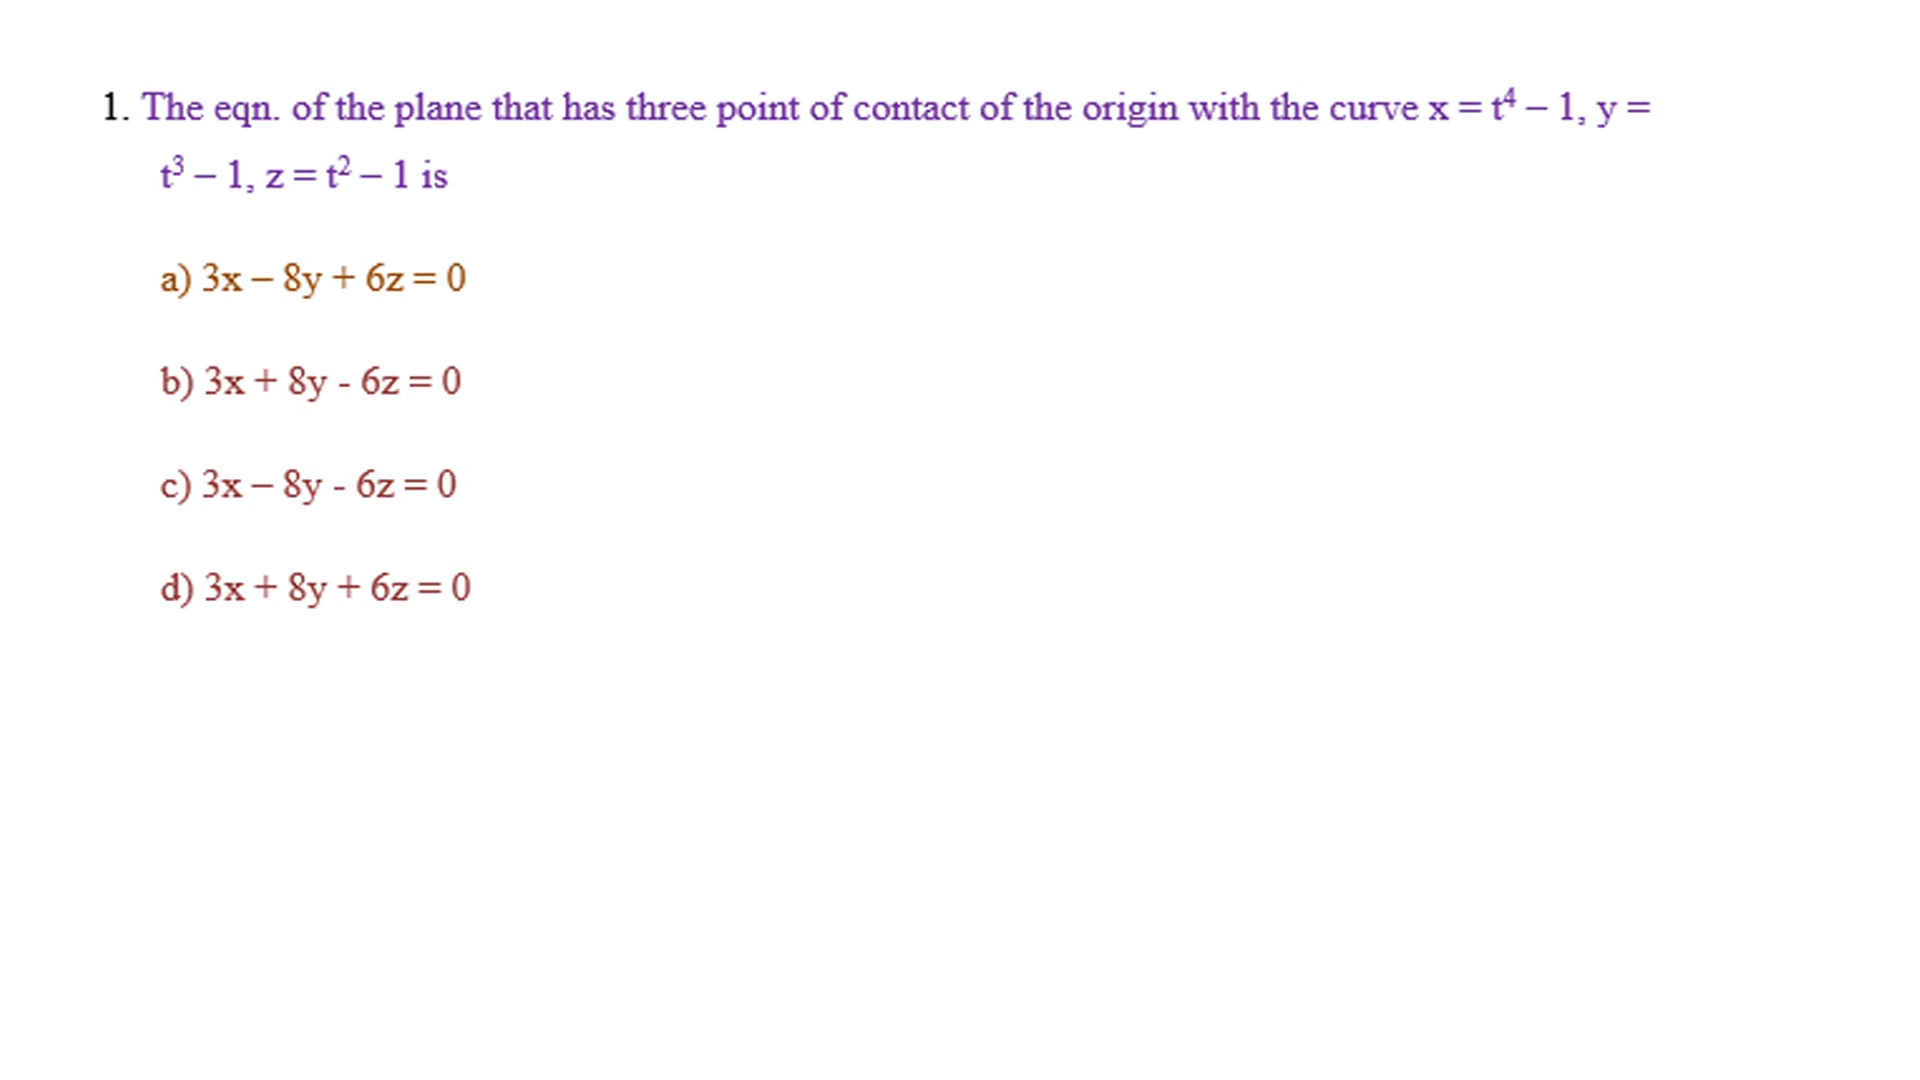 1. The eqn. of the plane that has three point of contact of the origin with the curve x = t⁴ – 1, y =
t³ – 1, z = t² – 1 is
a) 3x – 8y + 6z = 0
b) 3x + 8y - 6z = 0
c) 3x – 8y - 6z = 0
d) 3x + 8y + 6z = 0